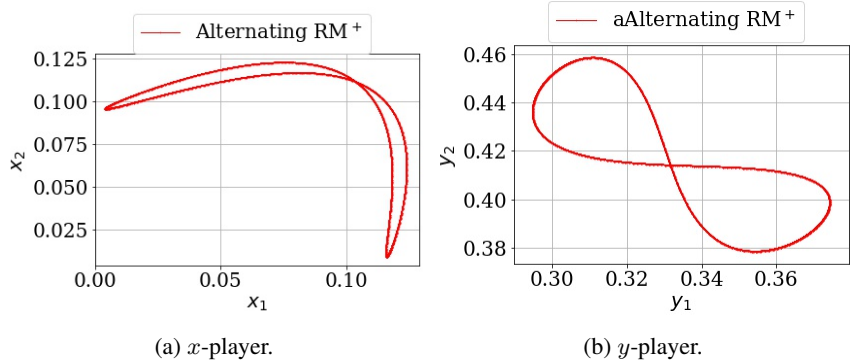 Alternating RM+
0.125
0.100
0.075
0.050
0.025
x2
0.00 0.05 0.10
x1
(a) x-player.
aAlternating RM+
0.46
0.44
0.42
0.40
0.38
y2
0.30 0.32 0.34 0.36
y1
(b) y-player.